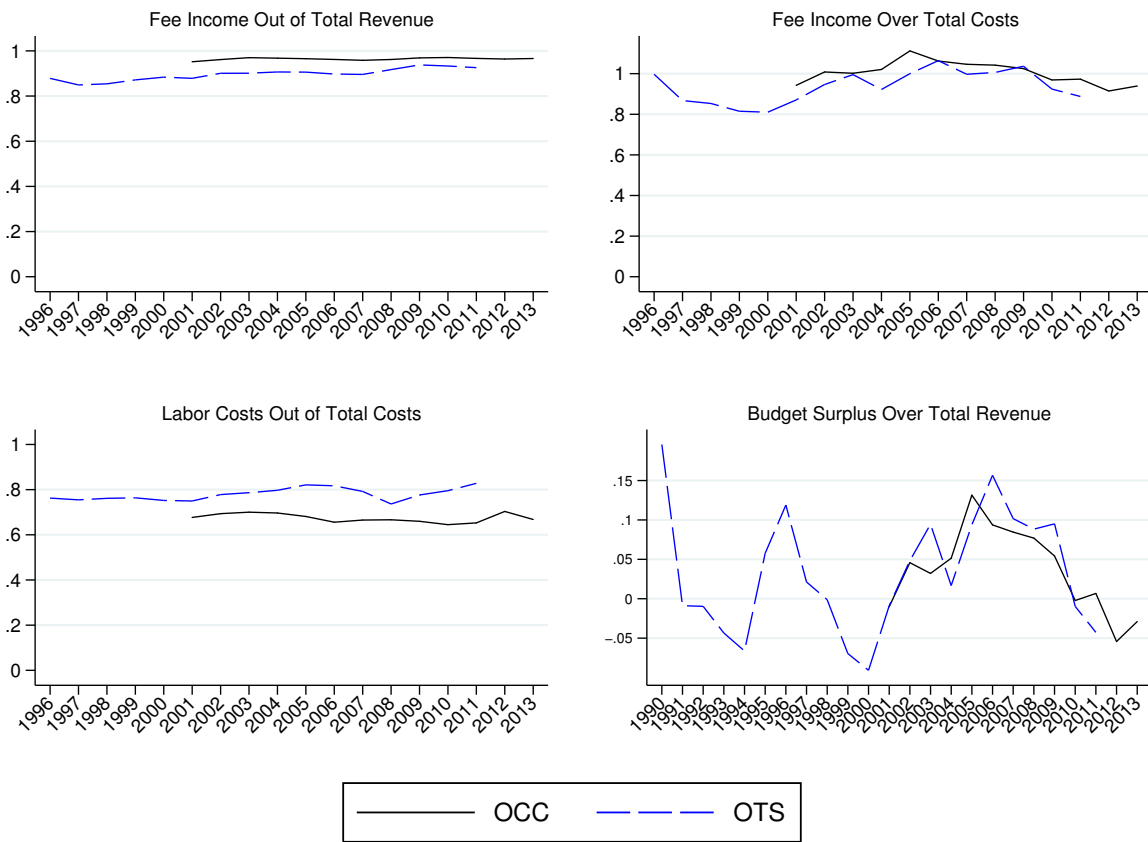 Fee Income Out of Total Revenue
1
.8
.6
.4
.2
0
1996 1997 1998 1999 2000 2001 2002 2003 2004 2005 2006 2007 2008 2009 2010 2011 2012 2013
Fee Income Over Total Costs
1
.8
.6
.4
.2
0
1996 1997 1998 1999 2000 2001 2002 2003 2004 2005 2006 2007 2008 2009 2010 2011 2012 2013
Labor Costs Out of Total Costs
1
.8
.6
.4
.2
0
1996 1997 1998 1999 2000 2001 2002 2003 2004 2005 2006 2007 2008 2009 2010 2011 2012 2013
Budget Surplus Over Total Revenue
.15
.1
.05
0
−.05
1990 1991 1992 1993 1994 1995 1996 1997 1998 1999 2000 2001 2002 2003 2004 2005 2006 2007 2008 2009 2010 2011 2012 2013
OCC OTS